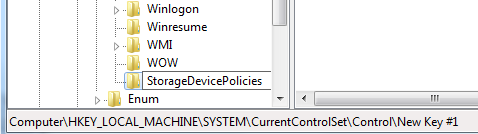 Winlogon
Winresume
WMI
WOW
StorageDevicePolicies
Enum
Computer\HKEY_LOCAL_MACHINE\SYSTEM\CurrentControlSet\Control\New Key #1